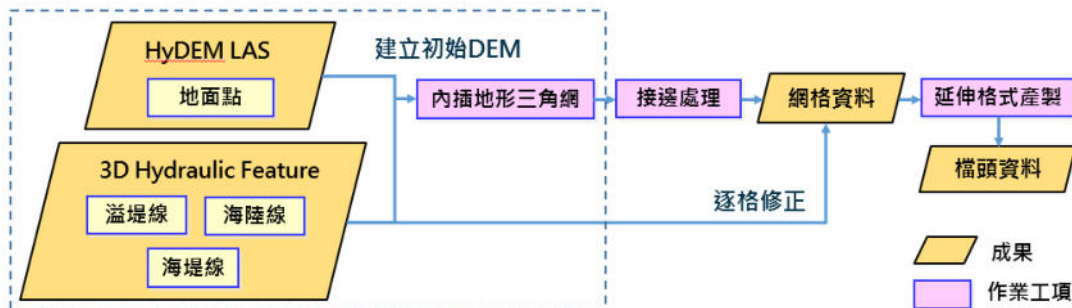 HyDEM LAS
地面點
建立初始DEM
內插地形三角網
接邊處理
網格資料
延伸格式產製
檔頭資料
3D Hydraulic Feature
溢堤線
海陸線
海堤線
逐格修正
成果
作業工項